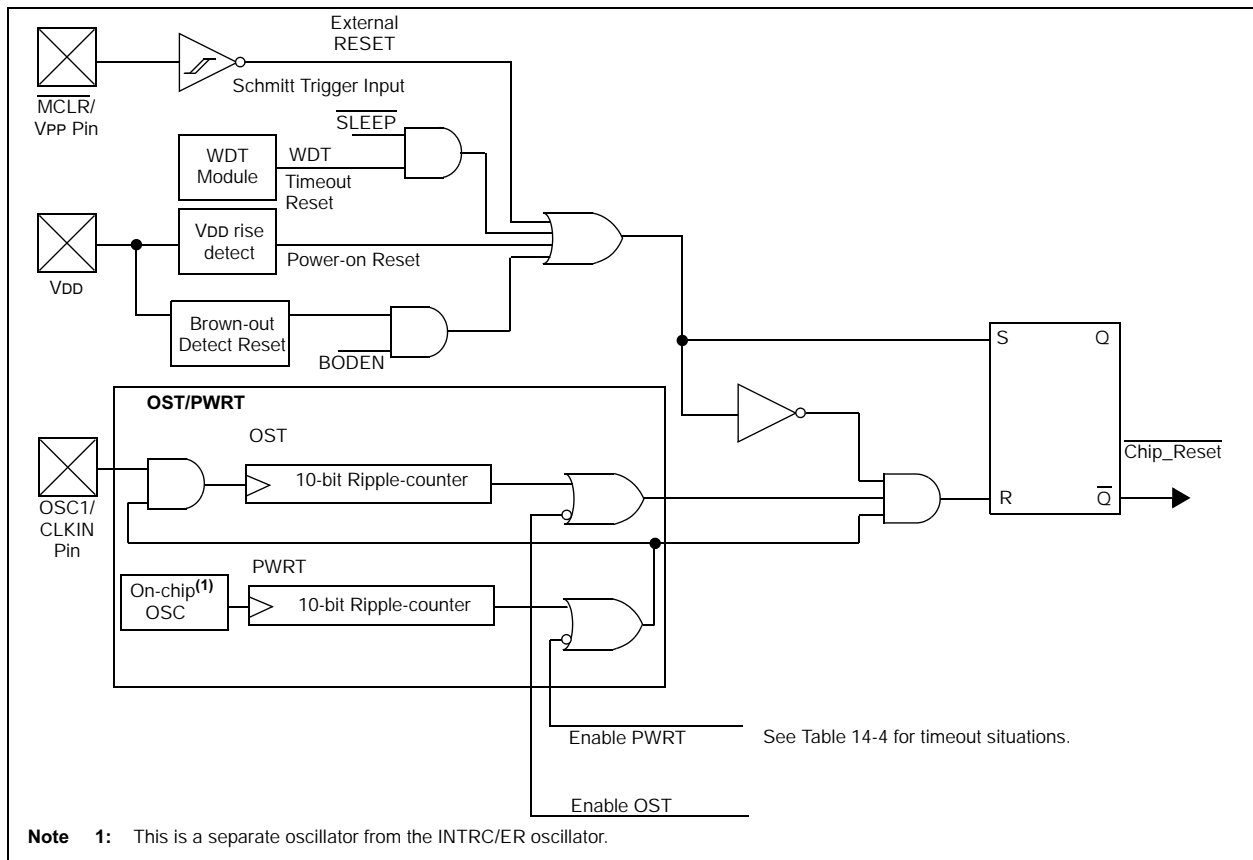 External
RESET
Schmitt Trigger Input
MCLR/
VPP Pin
SLEEP
WDT
Module
WDT
Timeout
Reset
VDD rise
detect
Power-on Reset
VDD
Brown-out
Detect Reset
BODEN
S
Q
R
Q
Chip_Reset
OST/PWRT
OST
10-bit Ripple-counter
OSC1/
CLKIN
Pin
PWRT
On-chip(1)
OSC
10-bit Ripple-counter
Enable PWRT
See Table 14-4 for timeout situations.
Enable OST
Note 1: This is a separate oscillator from the INTRC/ER oscillator.